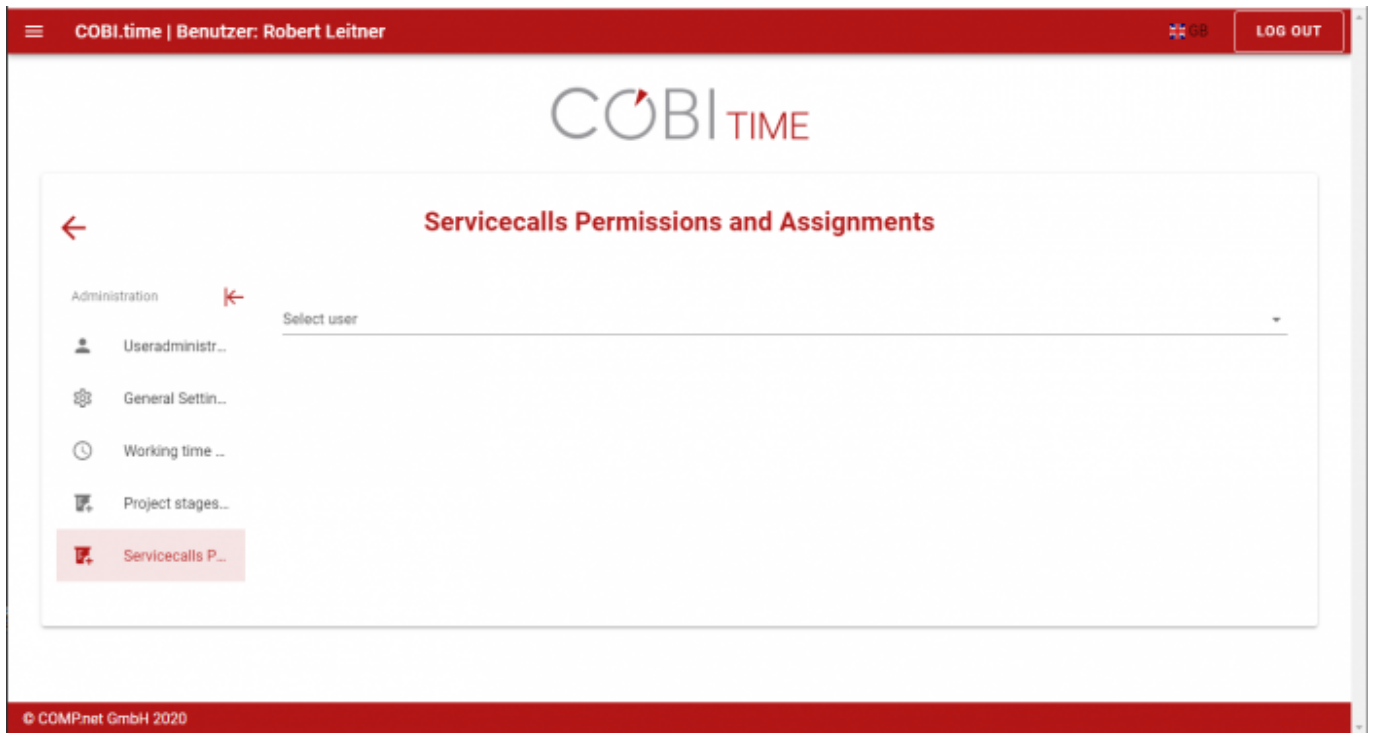 COBI.time | Benutzer: Robert Leitner
GB
LOG OUT
COBI TIME
Servicecalls Permissions and Assignments
Administration
Select user
Useradministr...
General Settin...
Working time ...
Project stages...
Servicecalls P...
© COMP.net GmbH 2020